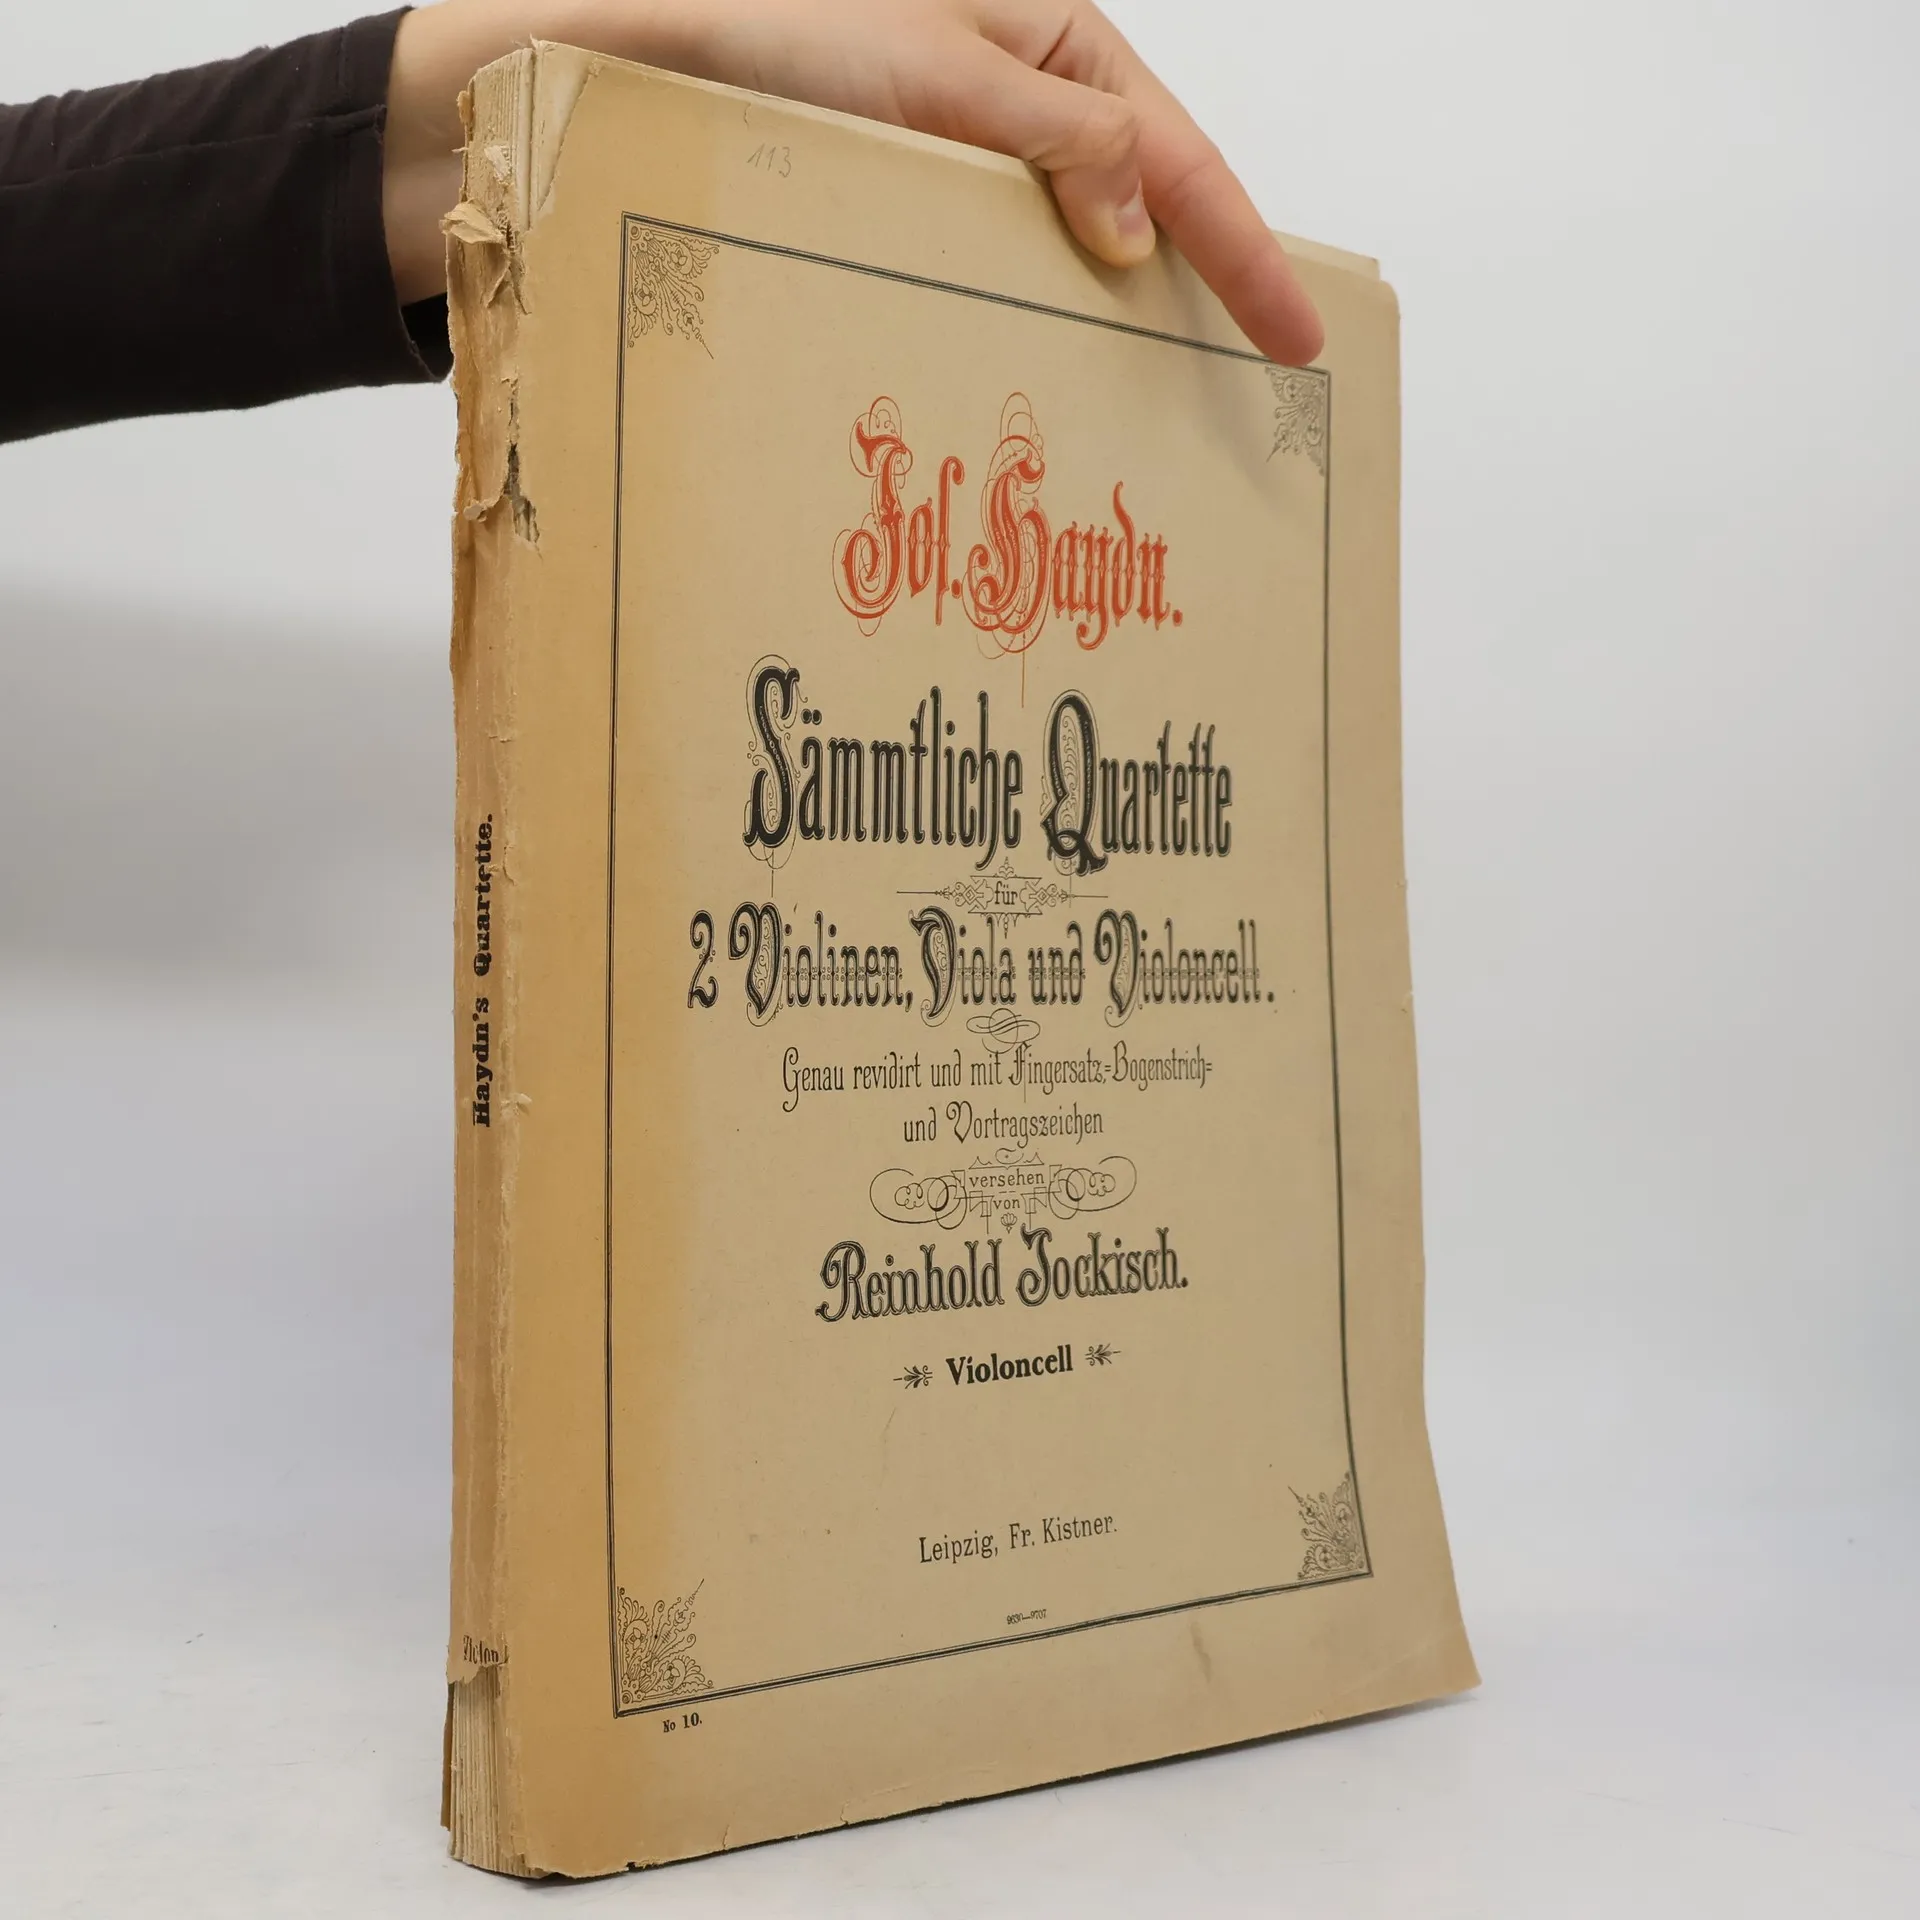 113
Jos. Haydn.
Sämmtliche Quartette
für
2 Violinen, Viola und Violoncell.
Genau revidirt und mit Fingersatz-, Bogenstrich-
und Vortragszeichen
versehen
von
Reinhold Jockisch.
Violoncell
Leipzig, Fr. Kistner.
9630—9707
No 10.
Haydn's Quartette.